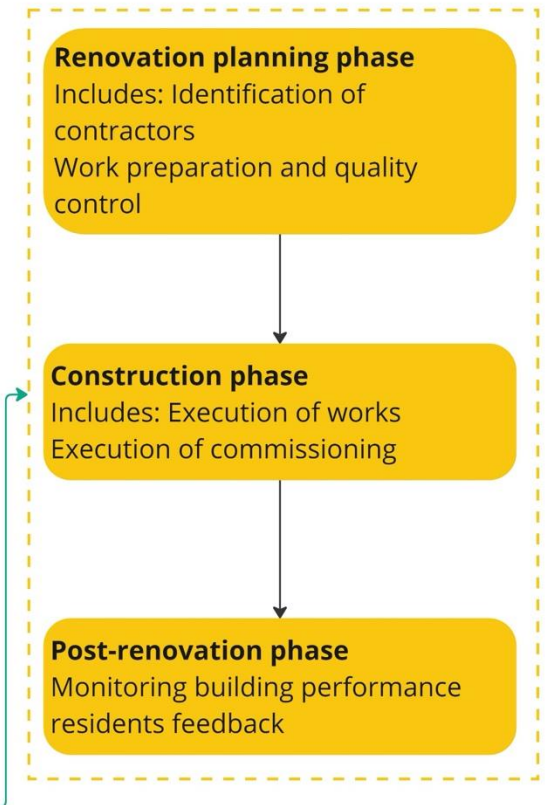 Renovation planning phase
Includes: Identification of
contractors
Work preparation and quality
control
Construction phase
Includes: Execution of works
Execution of commissioning
Post-renovation phase
Monitoring building performance
residents feedback